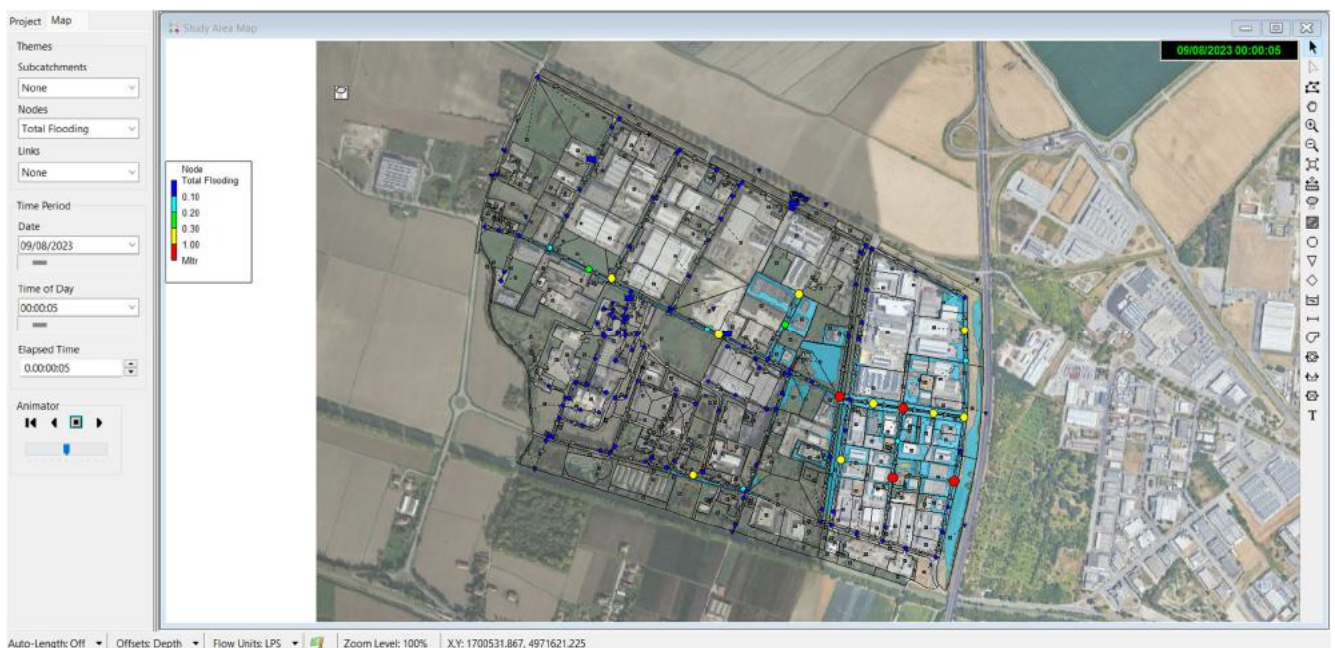 Project Map
Study Area Map
Themes
Subcatchments
None
Nodes
Total Flooding
Links
None
Time Period
Date
09/08/2023
Time of Day
00:00:05
Elapsed Time
0.00:00:05
Animator
Node
Total Flooding
0.10
0.20
0.30
1.00
Mltr
09/08/2023 00:00:05
T
Auto-Length: Off Offsets: Depth Flow Units: LPS Zoom Level: 100% X,Y: 1700531.867, 4971621.225